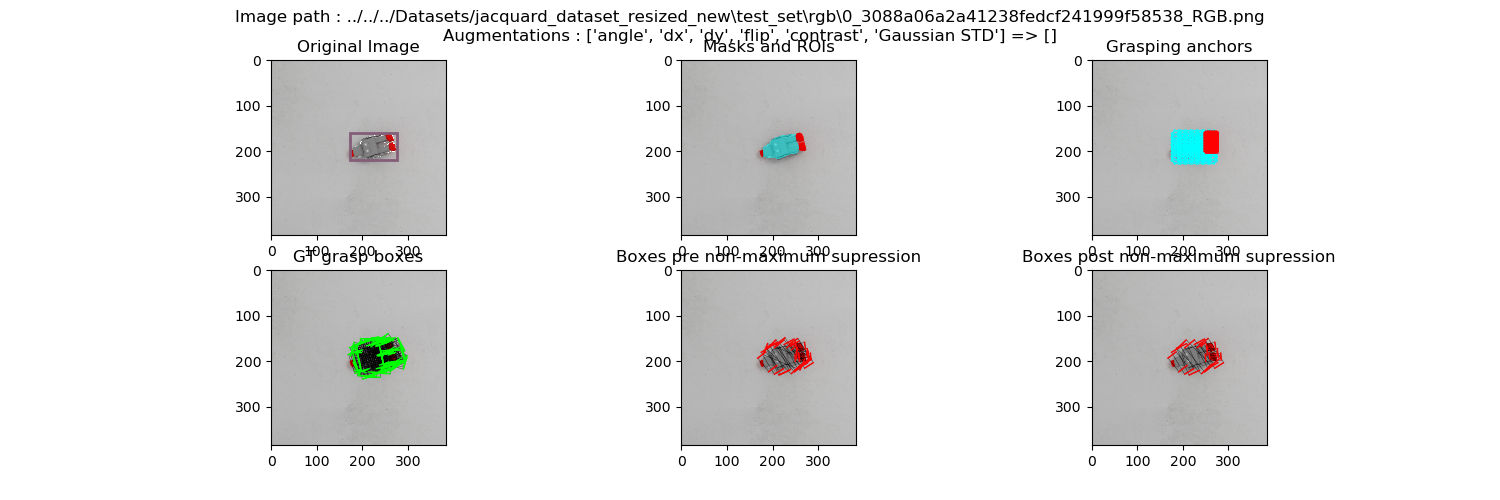 Image path : ../../../Datasets/jacquard_dataset_resized_new\test_set\rgb\0_3088a06a2a41238fedcf241999f58538_RGB.png
Augmentations : ['angle', 'dx', 'dy', 'flip', 'contrast', 'Gaussian STD'] => []
Original Image
Masks and ROIs
Grasping anchors
0
100
200
300
0 100 200 300
0
100
200
300
0 100 200 300
0
100
200
300
0 100 200 300
GT grasp boxes
Boxes pre non-maximum supression
Boxes post non-maximum supression
0
100
200
300
0 100 200 300
0
100
200
300
0 100 200 300
0
100
200
300
0 100 200 300